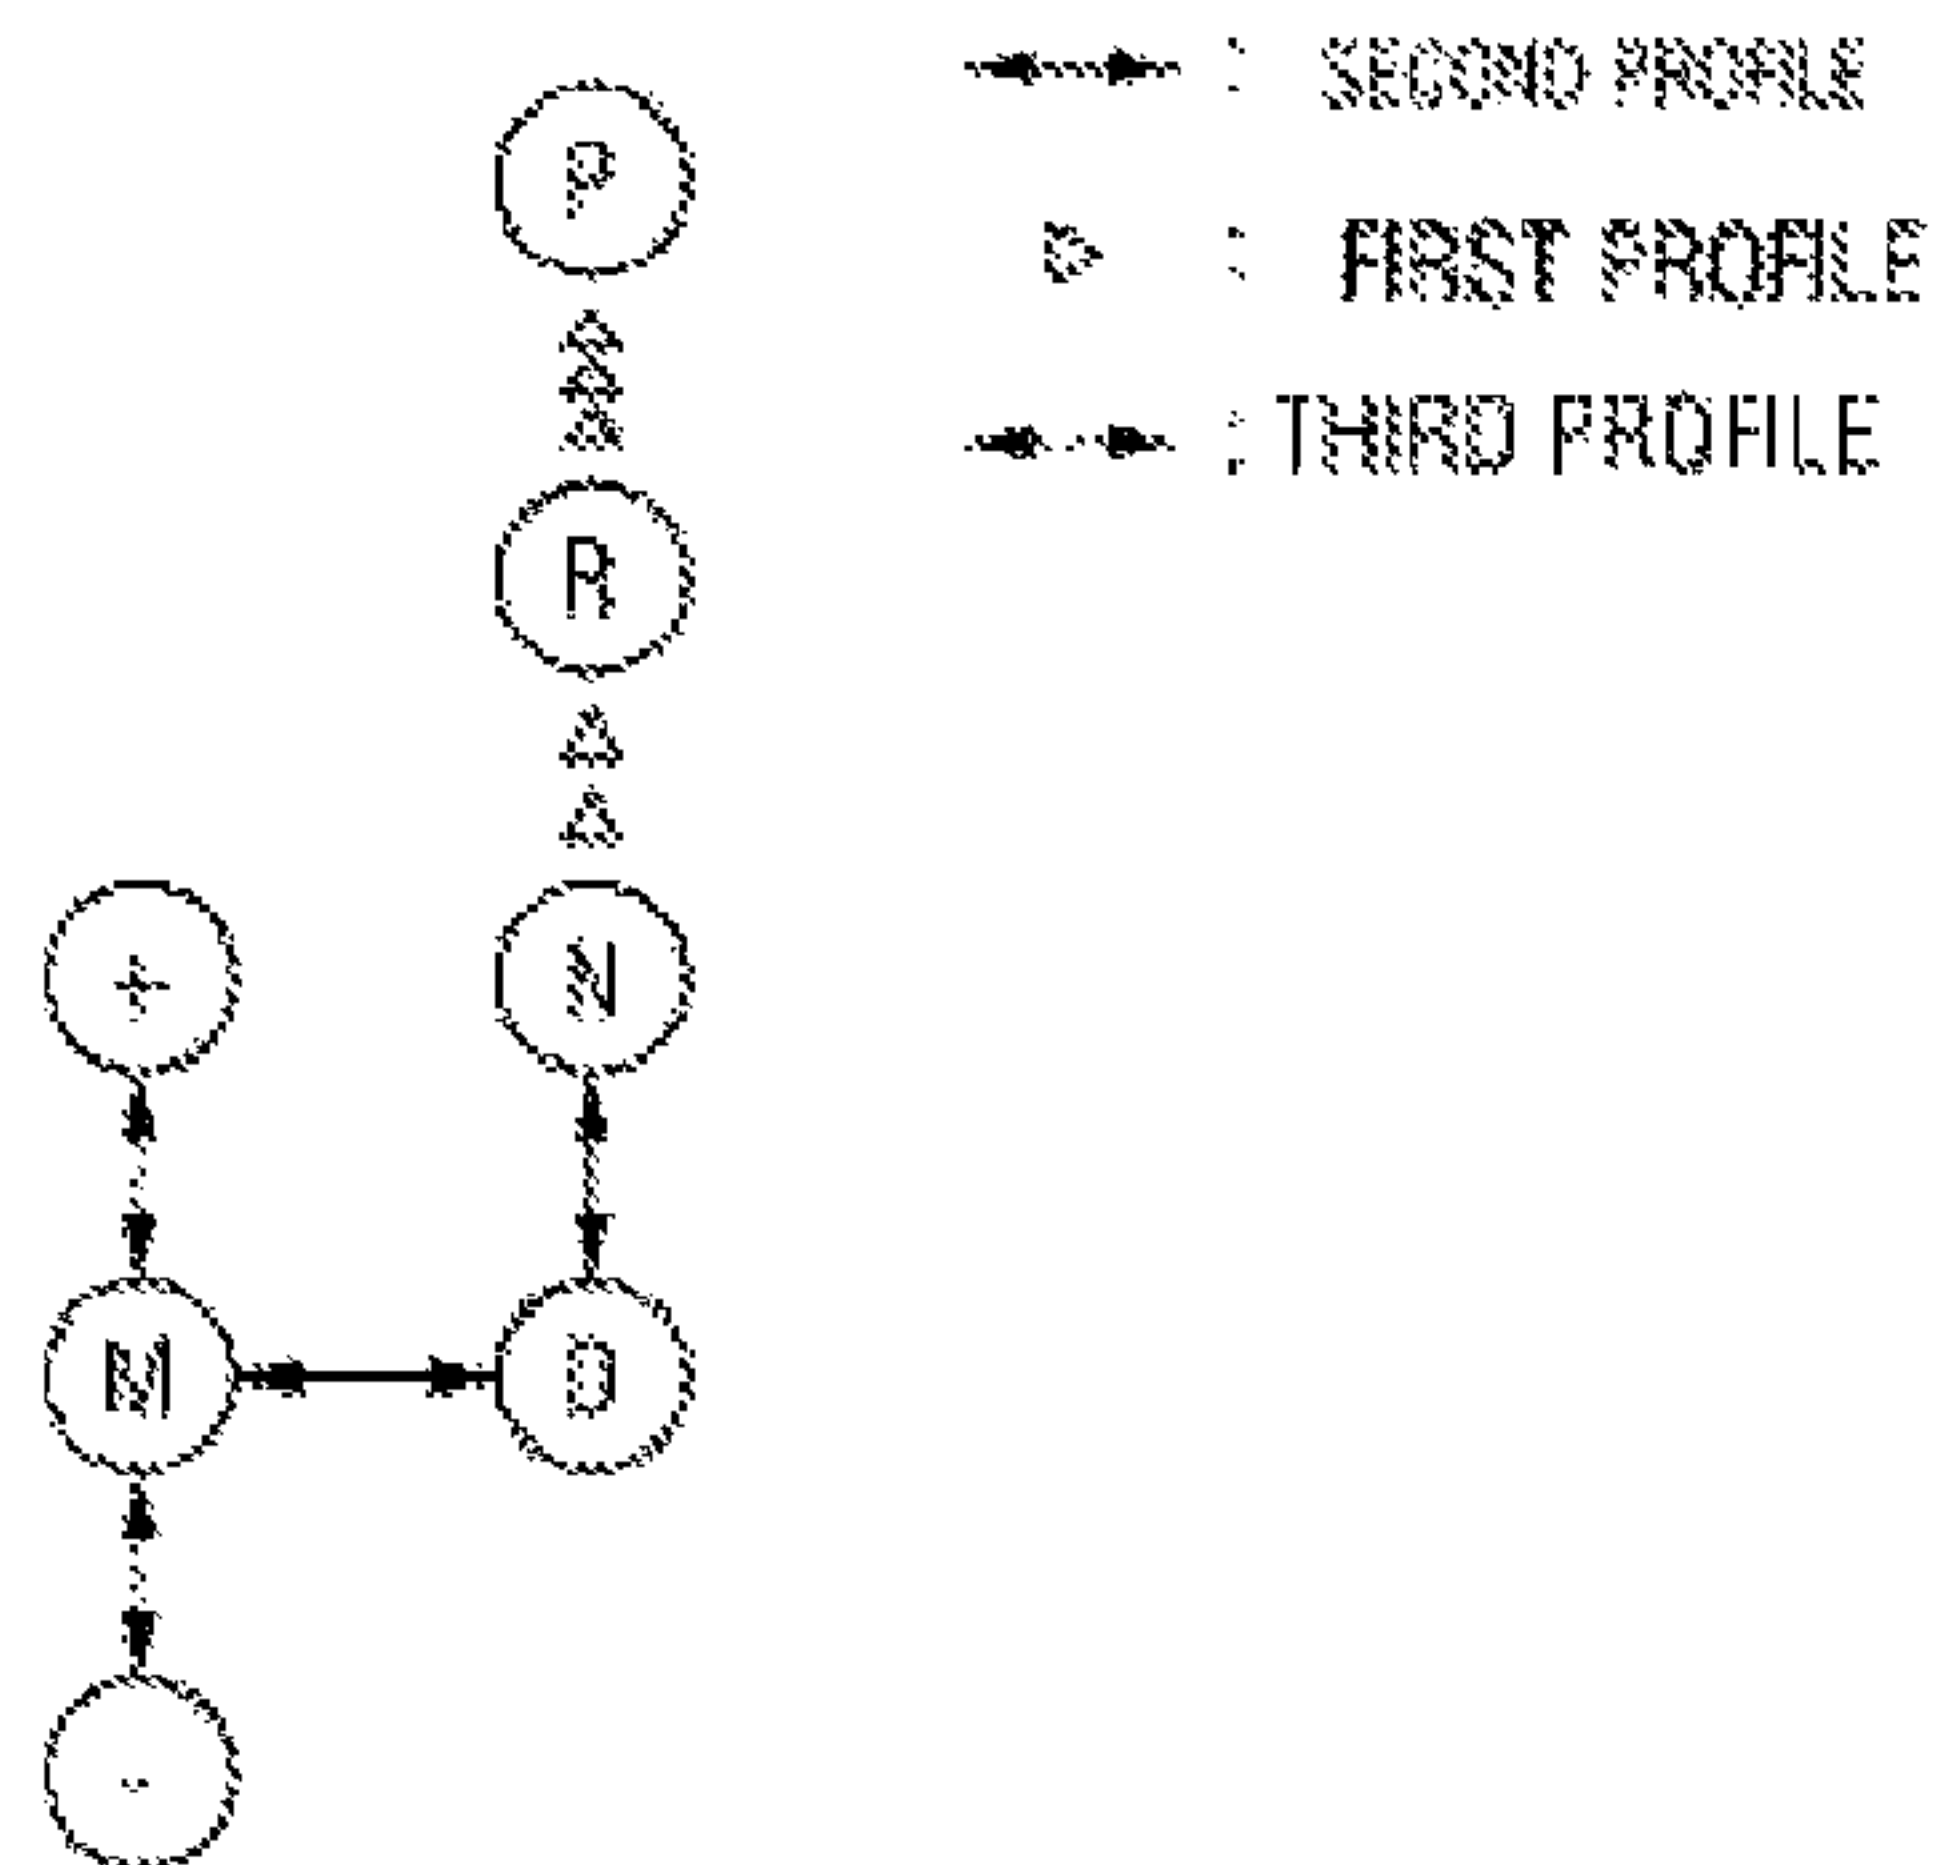 : SECOND PROFILE
P
: FIRST PROFILE
: THIRD PROFILE
R
+ N
M D
-